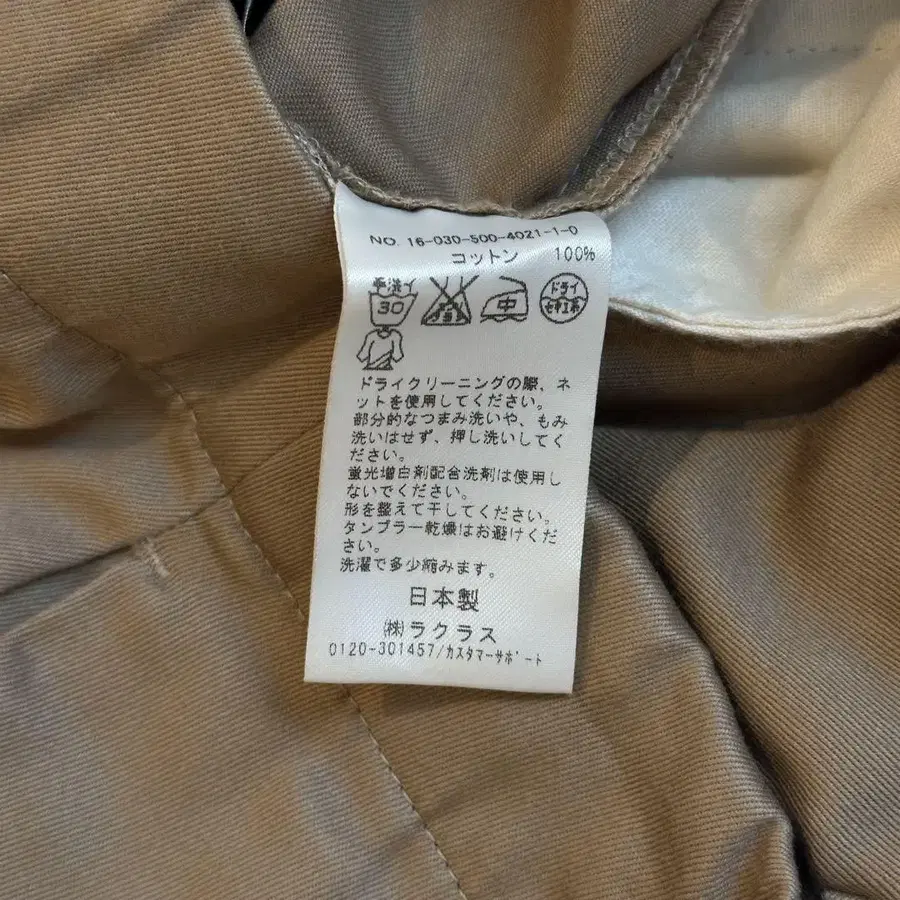 NO. 16-030-500-4021-1-0
コットン 100%
手洗イ
30
エンソ
サラシ
中
ドライ
セキユ系
ドライクリーニングの際、ネ
ットを使用してください。
部分的なつまみ洗いや、もみ
洗いはせず、押し洗いしてく
ださい。
蛍光増白剤配合洗剤は使用し
ないでください。
形を整えて干してください。
タンブラー乾燥はお避けくだ
さい。
洗濯で多少縮みます。
日本製
㈱ラクラス
0120-301457/カスタマーサポート